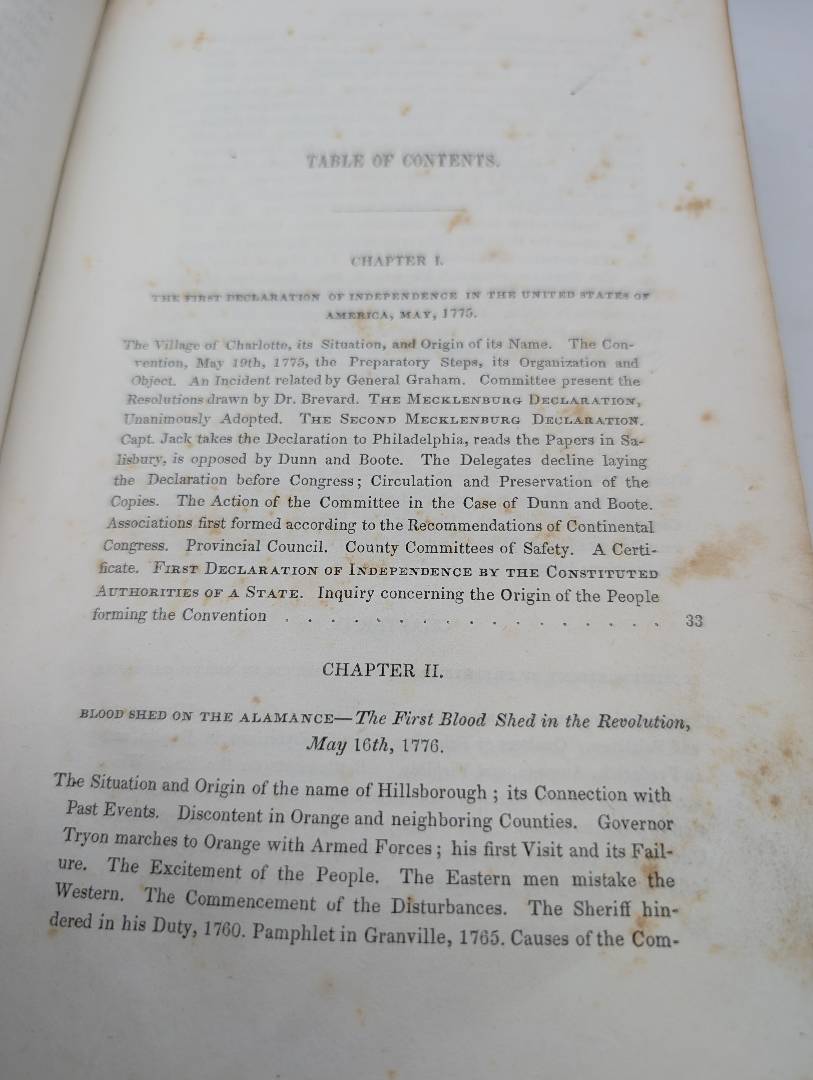 TABLE OF CONTENTS.
CHAPTER I.
THE FIRST DECLARATION OF INDEPENDENCE IN THE UNITED STATES OF
AMERICA, MAY, 1775.
The Village of Charlotte, its Situation, and Origin of its Name. The Con-
vention, May 19th, 1775, the Preparatory Steps, its Organization and
Object. An Incident related by General Graham. Committee present the
Resolutions drawn by Dr. Brevard. THE MECKLENBURG DECLARATION,
Unanimously Adopted. THE SECOND MECKLENBURG DECLARATION.
Capt. Jack takes the Declaration to Philadelphia, reads the Papers in Sa-
lisbury, is opposed by Dunn and Boote. The Delegates decline laying
the Declaration before Congress; Circulation and Preservation of the
Copies. The Action of the Committee in the Case of Dunn and Boote.
Associations first formed according to the Recommendations of Continental
Congress. Provincial Council. County Committees of Safety. A Certi-
ficate. FIRST DECLARATION OF INDEPENDENCE BY THE CONSTITUTED
AUTHORITIES OF A STATE. Inquiry concerning the Origin of the People
forming the Convention . . . . . . . . . . . . . . . . . 33
CHAPTER II.
BLOOD SHED ON THE ALAMANCE—The First Blood Shed in the Revolution,
May 16th, 1776.
The Situation and Origin of the name of Hillsborough; its Connection with
Past Events. Discontent in Orange and neighboring Counties. Governor
Tryon marches to Orange with Armed Forces; his first Visit and its Fail-
ure. The Excitement of the People. The Eastern men mistake the
Western. The Commencement of the Disturbances. The Sheriff hin-
dered in his Duty, 1760. Pamphlet in Granville, 1765. Causes of the Com-